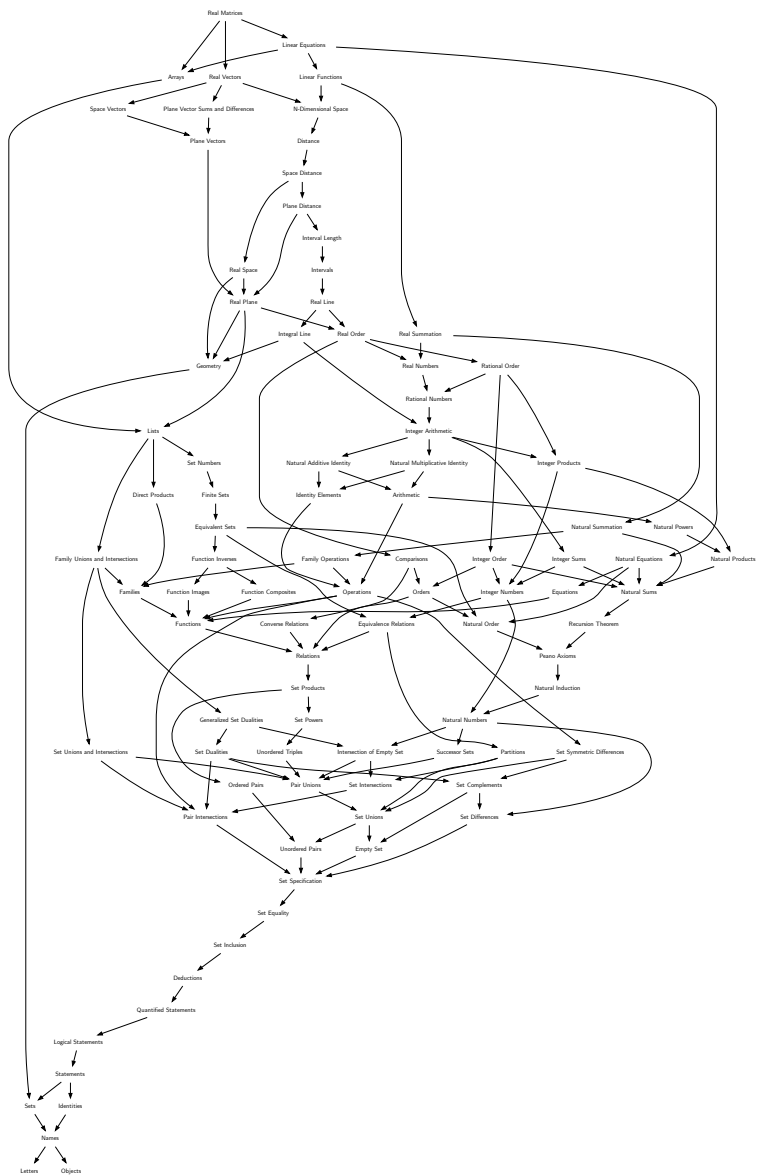 Real Matrices
Linear Equations
Arrays
Real Vectors
Linear Functions
Space Vectors
Plane Vector Sums and Differences
N-Dimensional Space
Plane Vectors
Distance
Space Distance
Plane Distance
Interval Length
Real Space
Intervals
Real Plane
Real Line
Integral Line
Real Order
Real Summation
Geometry
Real Numbers
Rational Order
Rational Numbers
Lists
Integer Arithmetic
Set Numbers
Natural Additive Identity
Natural Multiplicative Identity
Integer Products
Direct Products
Finite Sets
Identity Elements
Arithmetic
Equivalent Sets
Natural Summation
Natural Powers
Family Unions and Intersections
Function Inverses
Family Operations
Comparisons
Integer Order
Integer Sums
Natural Equations
Natural Products
Families
Function Images
Function Composites
Operations
Orders
Integer Numbers
Equations
Natural Sums
Functions
Converse Relations
Equivalence Relations
Natural Order
Recursion Theorem
Relations
Peano Axioms
Set Products
Natural Induction
Generalized Set Dualities
Set Powers
Natural Numbers
Set Unions and Intersections
Set Dualities
Unordered Triples
Intersection of Empty Set
Successor Sets
Partitions
Set Symmetric Differences
Ordered Pairs
Pair Unions
Set Intersections
Set Complements
Pair Intersections
Set Unions
Set Differences
Unordered Pairs
Empty Set
Set Specification
Set Equality
Set Inclusion
Deductions
Quantified Statements
Logical Statements
Statements
Sets
Identities
Names
Letters
Objects